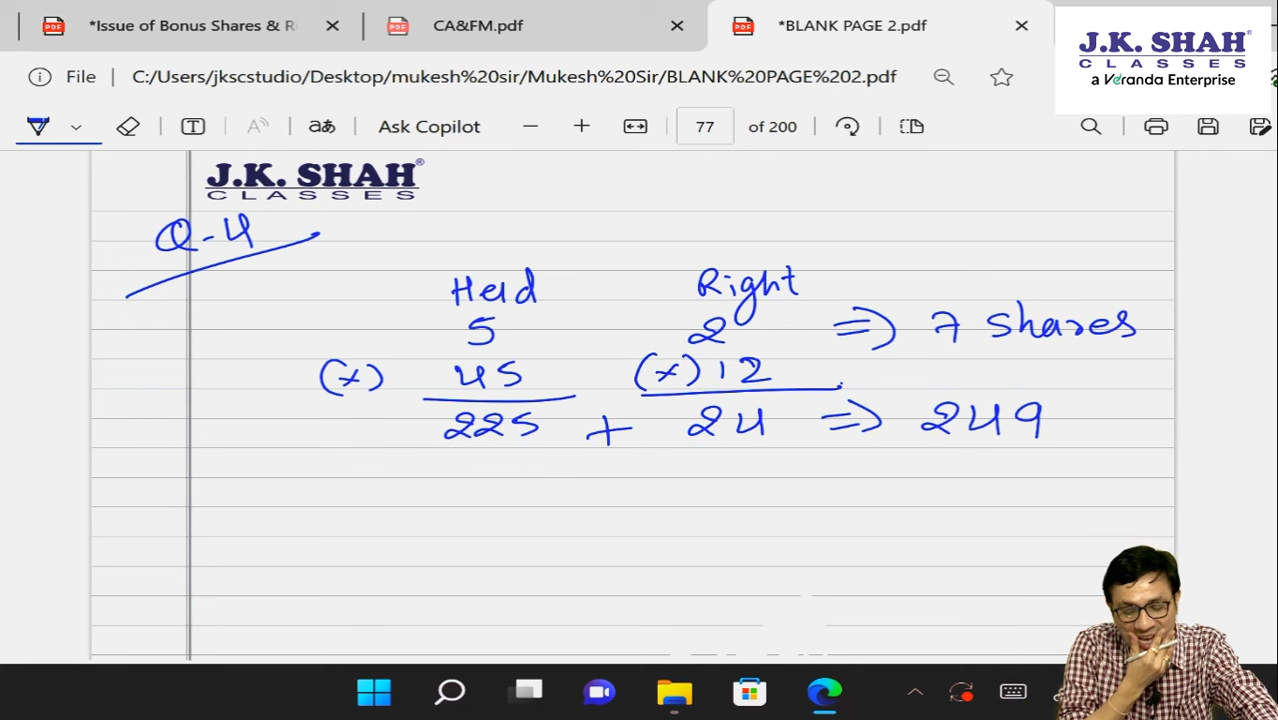 *Issue of Bonus Shares & Ri
CA&FM.pdf
*BLANK PAGE 2.pdf
J.K. SHAH®
CLASSES
a Veranda Enterprise
File C:/Users/jkscstudio/Desktop/mukesh%20sir/Mukesh%20Sir/BLANK%20PAGE%202.pdf
Ask Copilot 77 of 200
J.K. SHAH®
CLASSES
Q-4
Held Right
5 2 => 7 Shares
(x) 45 (x) 12
225 + 24 => 249